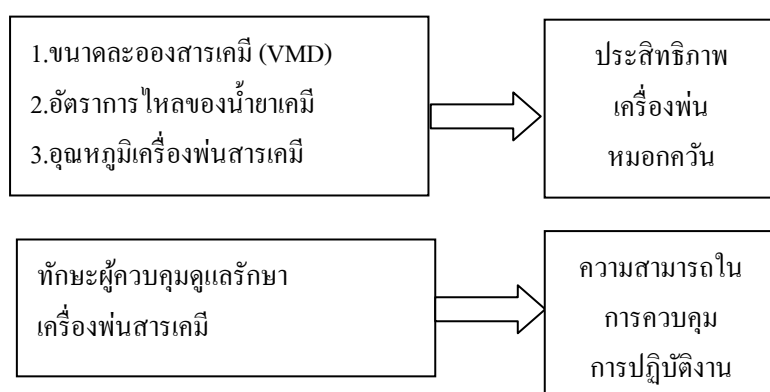 1.ขนาดละอองสารเคมี (VMD)
2.อัตราการไหลของน้ำยาเคมี
3.อุณหภูมิเครื่องพ่นสารเคมี
ประสิทธิภาพ
เครื่องพ่น
หมอกควัน
ทักษะผู้ควบคุมดูแลรักษา
เครื่องพ่นสารเคมี
ความสามารถใน
การควบคุม
การปฏิบัติงาน